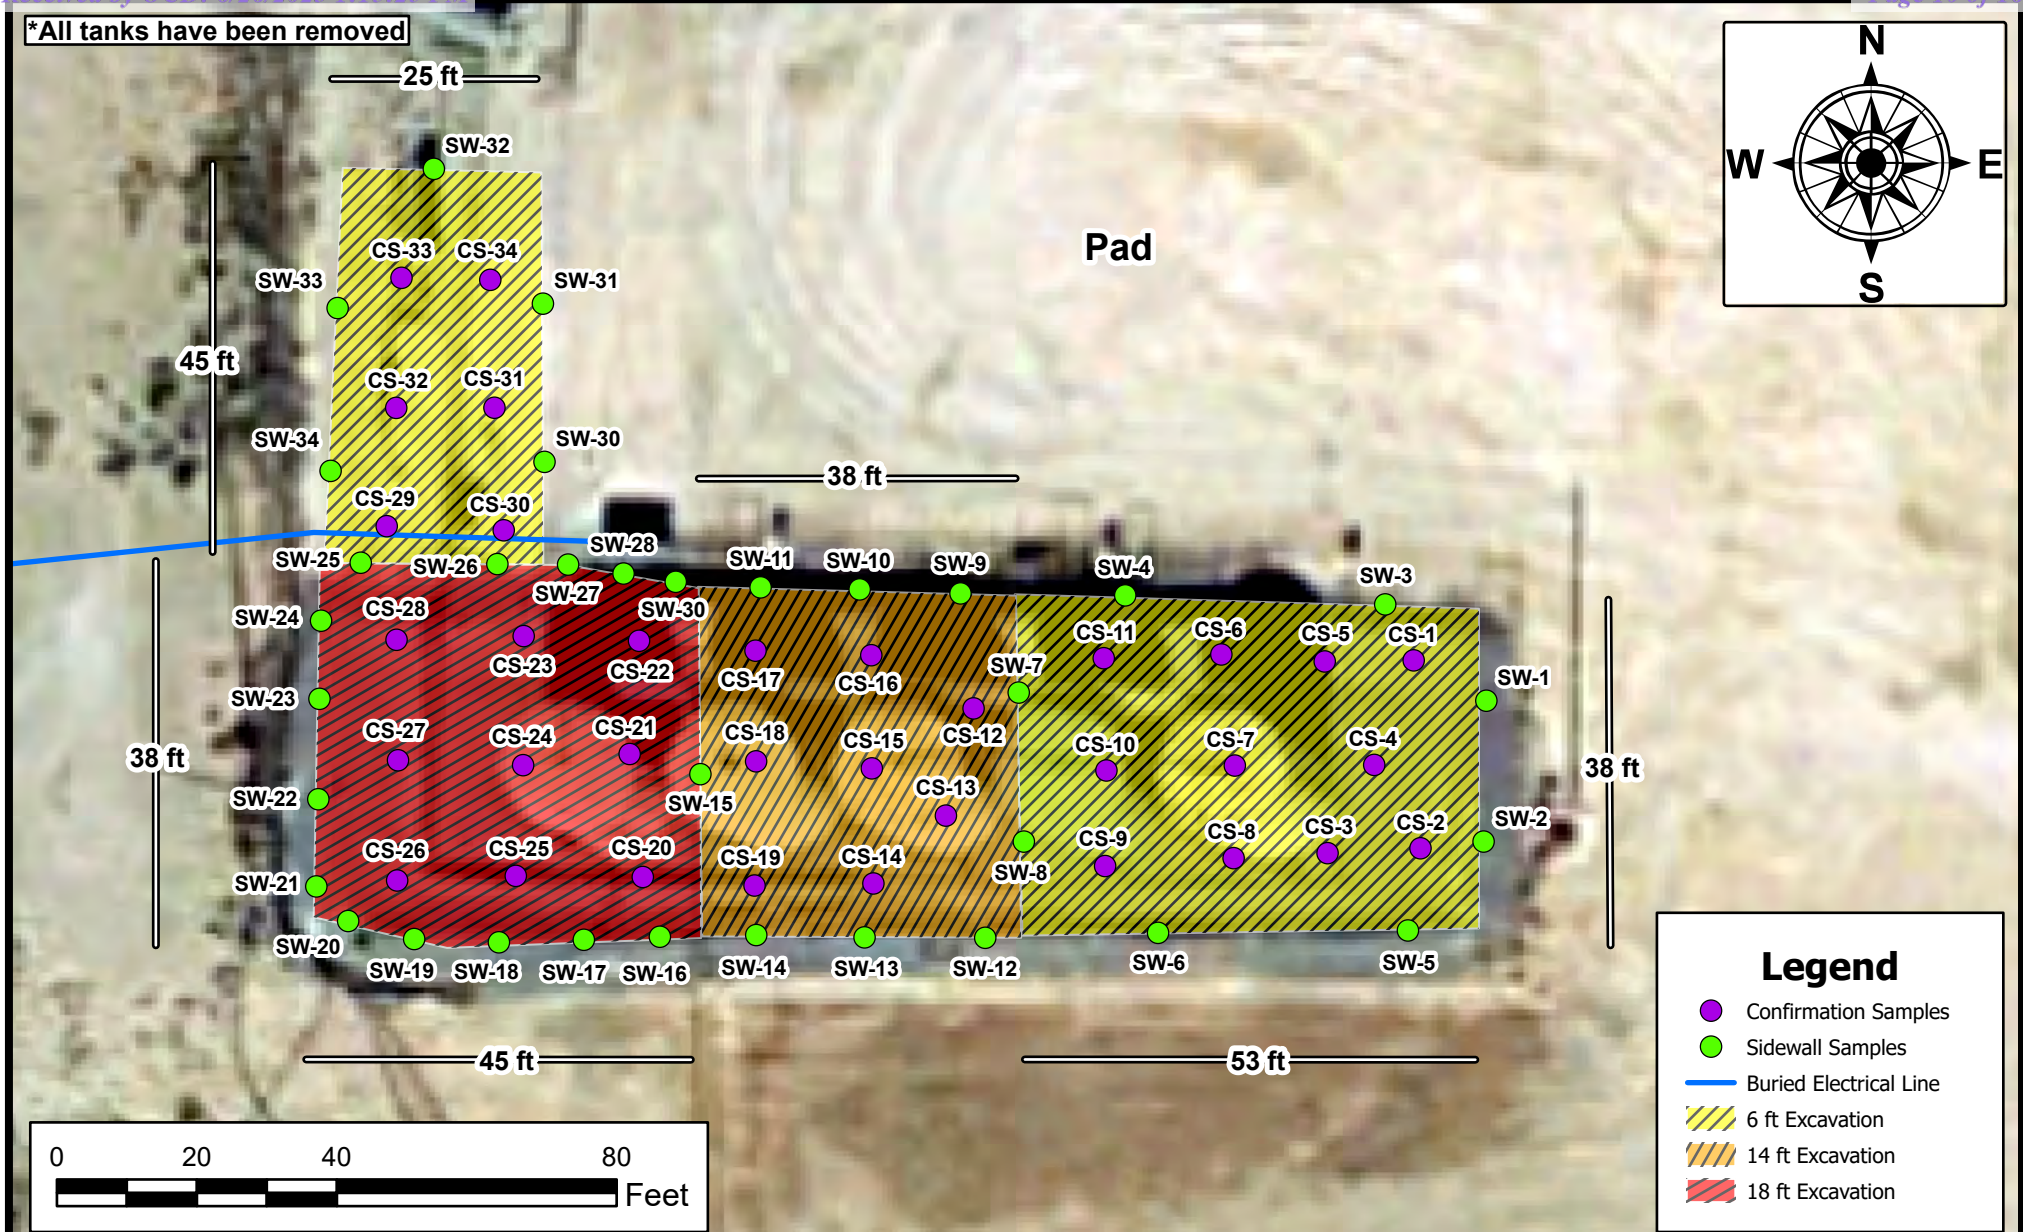 *All tanks have been removed
N
W
E
S
25 ft
SW-32
Pad
CS-33
CS-34
SW-33
SW-31
45 ft
CS-32
CS-31
SW-34
SW-30
38 ft
CS-29
CS-30
SW-25
SW-26
SW-28
SW-27
SW-30
SW-11
SW-10
SW-9
SW-4
SW-3
SW-24
CS-28
CS-23
CS-22
CS-17
CS-16
SW-7
CS-11
CS-6
CS-5
CS-1
SW-1
SW-23
CS-12
CS-27
CS-24
CS-21
CS-18
CS-15
CS-10
CS-7
CS-4
38 ft
38 ft
SW-22
SW-15
CS-13
SW-2
CS-26
CS-25
CS-20
CS-19
CS-14
SW-8
CS-9
CS-8
CS-3
CS-2
SW-21
SW-20
SW-19
SW-18
SW-17
SW-16
SW-14
SW-13
SW-12
SW-6
SW-5
45 ft
53 ft
0 20 40 80
Feet
Legend
Confirmation Samples
Sidewall Samples
Buried Electrical Line
6 ft Excavation
14 ft Excavation
18 ft Excavation